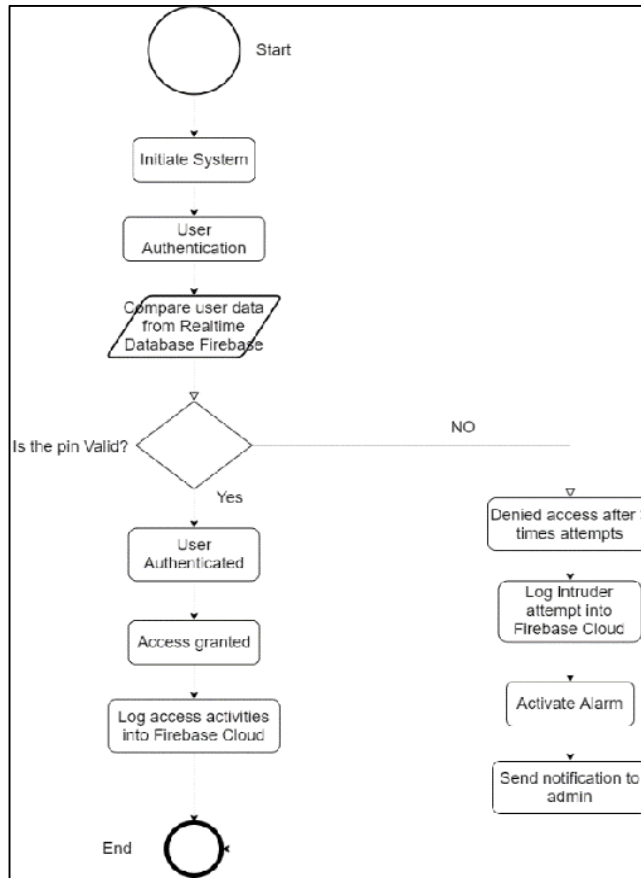 Start
Initiate System
User
Authentication
Compare user data
from Realtime
Database Firebase
Is the pin Valid?
NO
Yes
User
Authenticated
Access granted
Log access activities
into Firebase Cloud
End
Denied access after
times attempts
Log Intruder
attempt into
Firebase Cloud
Activate Alarm
Send notification to
admin